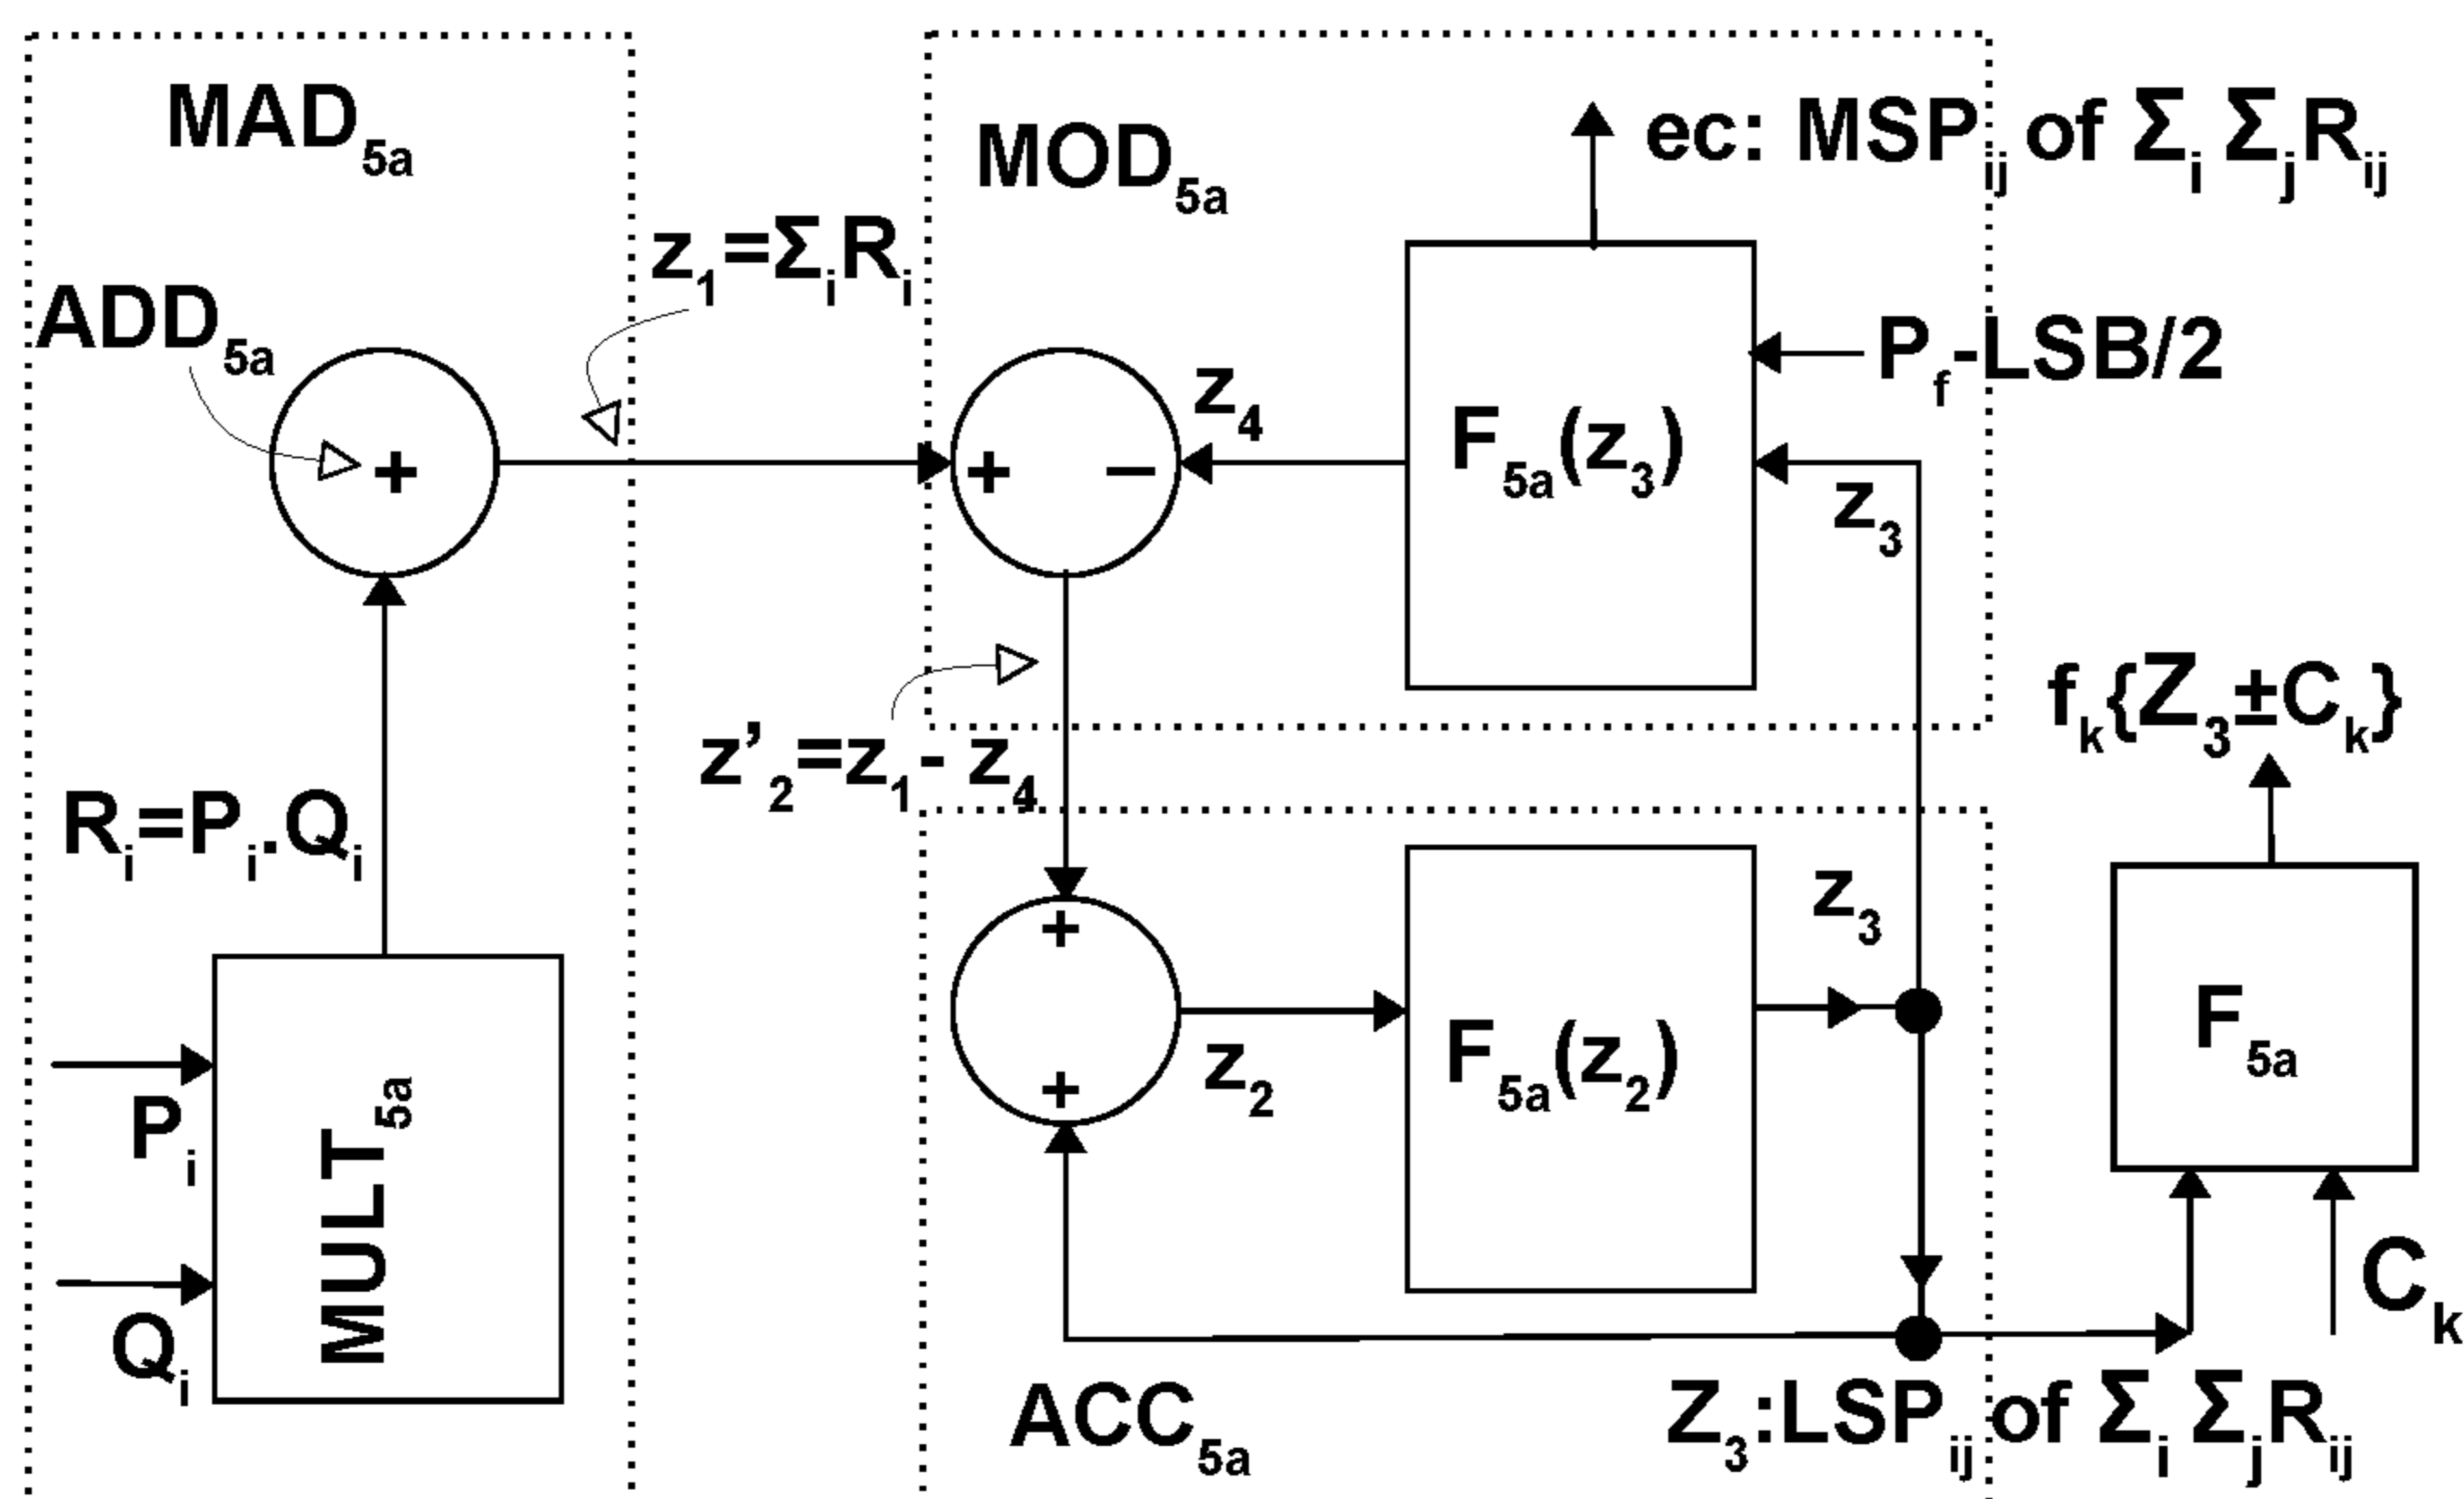 MAD5a
MOD5a
ec: MSPij of Σi ΣjRij
z1=ΣiRi
ADD5a
Pf-LSB/2
z4
F5a(z3)
+
+
–
z3
fk{Z3±Ck}
z’2=z1- z4
Ri=Pi.Qi
z3
+
F5a
F5a(z2)
z2
+
Pi
MULT5a
Qi
Ck
ACC5a
Z3:LSPij of Σi ΣjRij